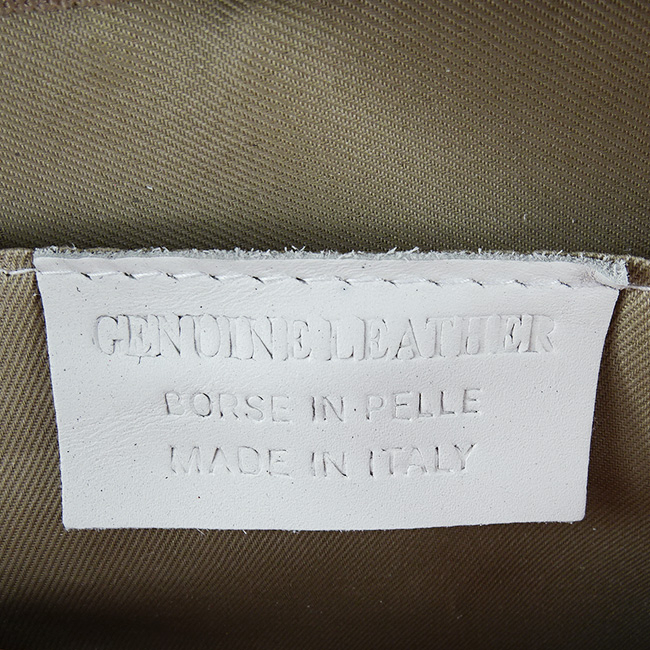 GENUINE LEATHER
BORSE IN PELLE
MADE IN ITALY